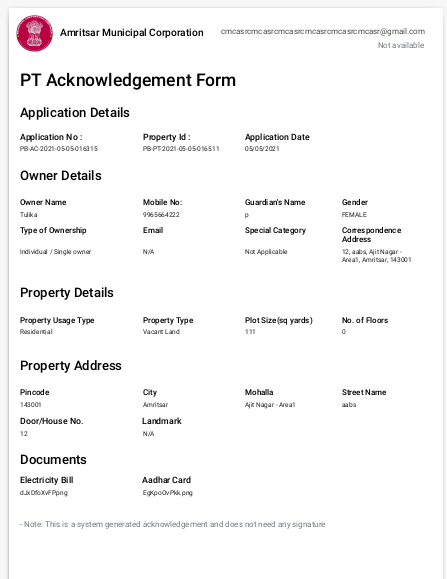 Amritsar Municipal Corporation
cmcasrcmcasrcmcasrcmcasrcmcasrcmcasr@gmail.com
Not available
PT Acknowledgement Form
Application Details
Application No : Property Id : Application Date
PB-AC-2021-05-05-016315 PB-PT-2021-05-05-016511 05/05/2021
Owner Details
Owner Name Mobile No: Guardian's Name Gender
Tulika 9965664222 p FEMALE
Type of Ownership Email Special Category Correspondence
Address
Individual / Single owner N/A Not Applicable 12, aabs, Ajit Nagar -
Area1, Amritsar, 143001
Property Details
Property Usage Type Property Type Plot Size(sq yards) No. of Floors
Residential Vacant Land 111 0
Property Address
Pincode City Mohalla Street Name
143001 Amritsar Ajit Nagar - Area1 aabs
Door/House No. Landmark
12 N/A
Documents
Electricity Bill Aadhar Card
dJxDfoXvFP.png EgKpoOvPkk.png
- Note: This is a system generated acknowledgement and does not need any signature